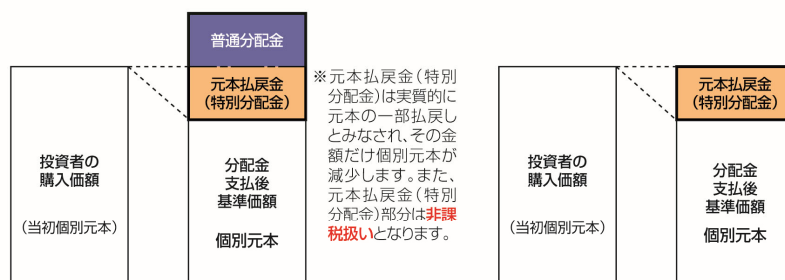 普通分配金
元本払戻金
(特別分配金)
投資者の
購入価額
(当初個別元本)
分配金
支払後
基準価額
個別元本
※元本払戻金(特別
分配金)は実質的に
元本の一部払戻し
とみなされ、その金
額だけ個別元本が
減少します。また、
元本払戻金(特別
分配金)部分は非課
税扱いとなります。
元本払戻金
(特別分配金)
投資者の
購入価額
(当初個別元本)
分配金
支払後
基準価額
個別元本